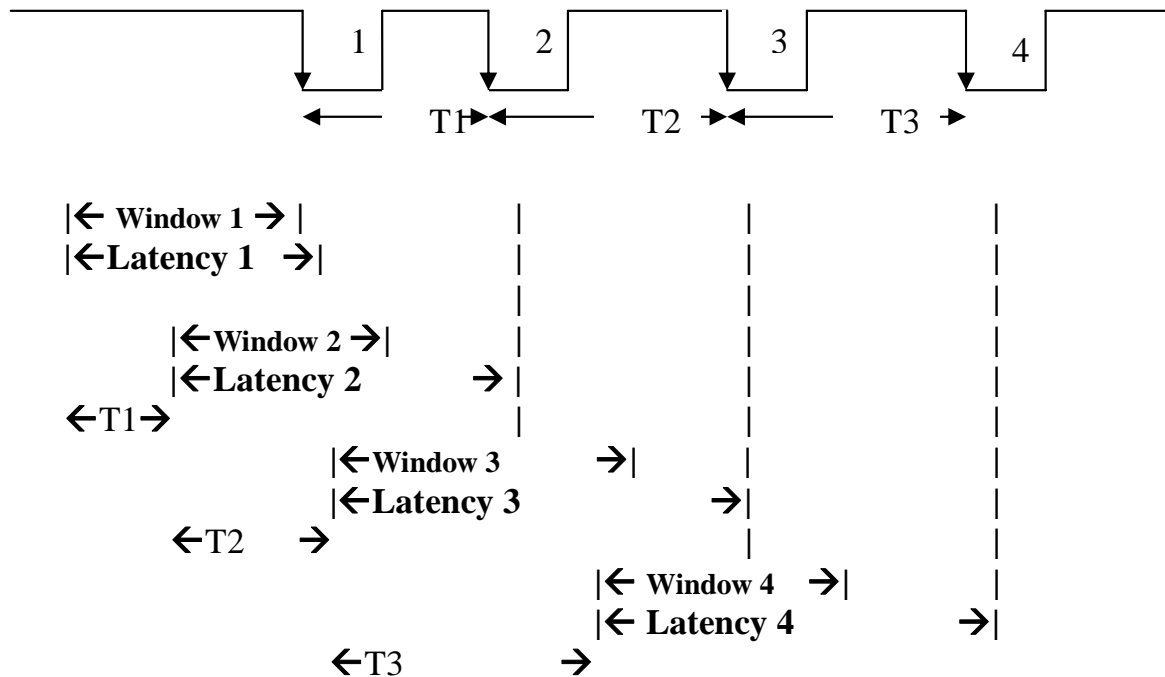 1 2 3 4
T1 T2 T3
|← Window 1 → |
|←Latency 1 →|
|←Window 2 →|
|←Latency 2 →|
←T1→
|←Window 3 →|
|←Latency 3 →|
←T2 →
|← Window 4 →|
|← Latency 4 →|
←T3 →